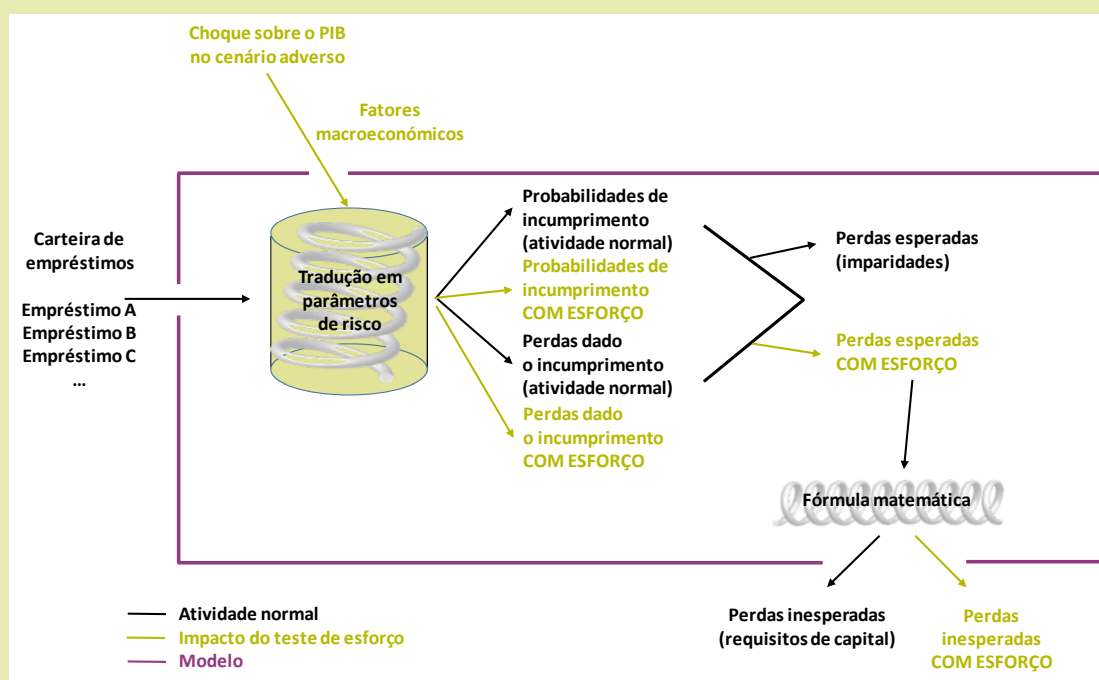 Choque sobre o PIB
no cenário adverso
Fatores
macroeconómicos
Carteira de
empréstimos
Empréstimo A
Empréstimo B
Empréstimo C
...
Tradução em
parâmetros
de risco
Probabilidades de
incumprimento
(atividade normal)
Probabilidades de
incumprimento
COM ESFORÇO
Perdas dado
o incumprimento
(atividade normal)
Perdas dado
o incumprimento
COM ESFORÇO
Perdas esperadas
(imparidades)
Perdas esperadas
COM ESFORÇO
Fórmula matemática
Perdas inesperadas
(requisitos de capital)
Perdas
inesperadas
COM ESFORÇO
Atividade normal
Impacto do teste de esforço
Modelo